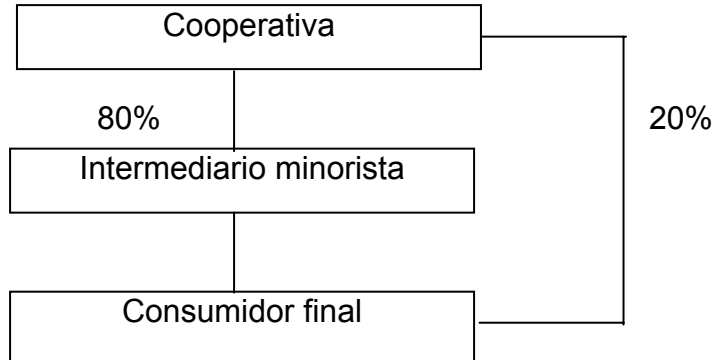 Cooperativa
80%
20%
Intermediario minorista
Consumidor final